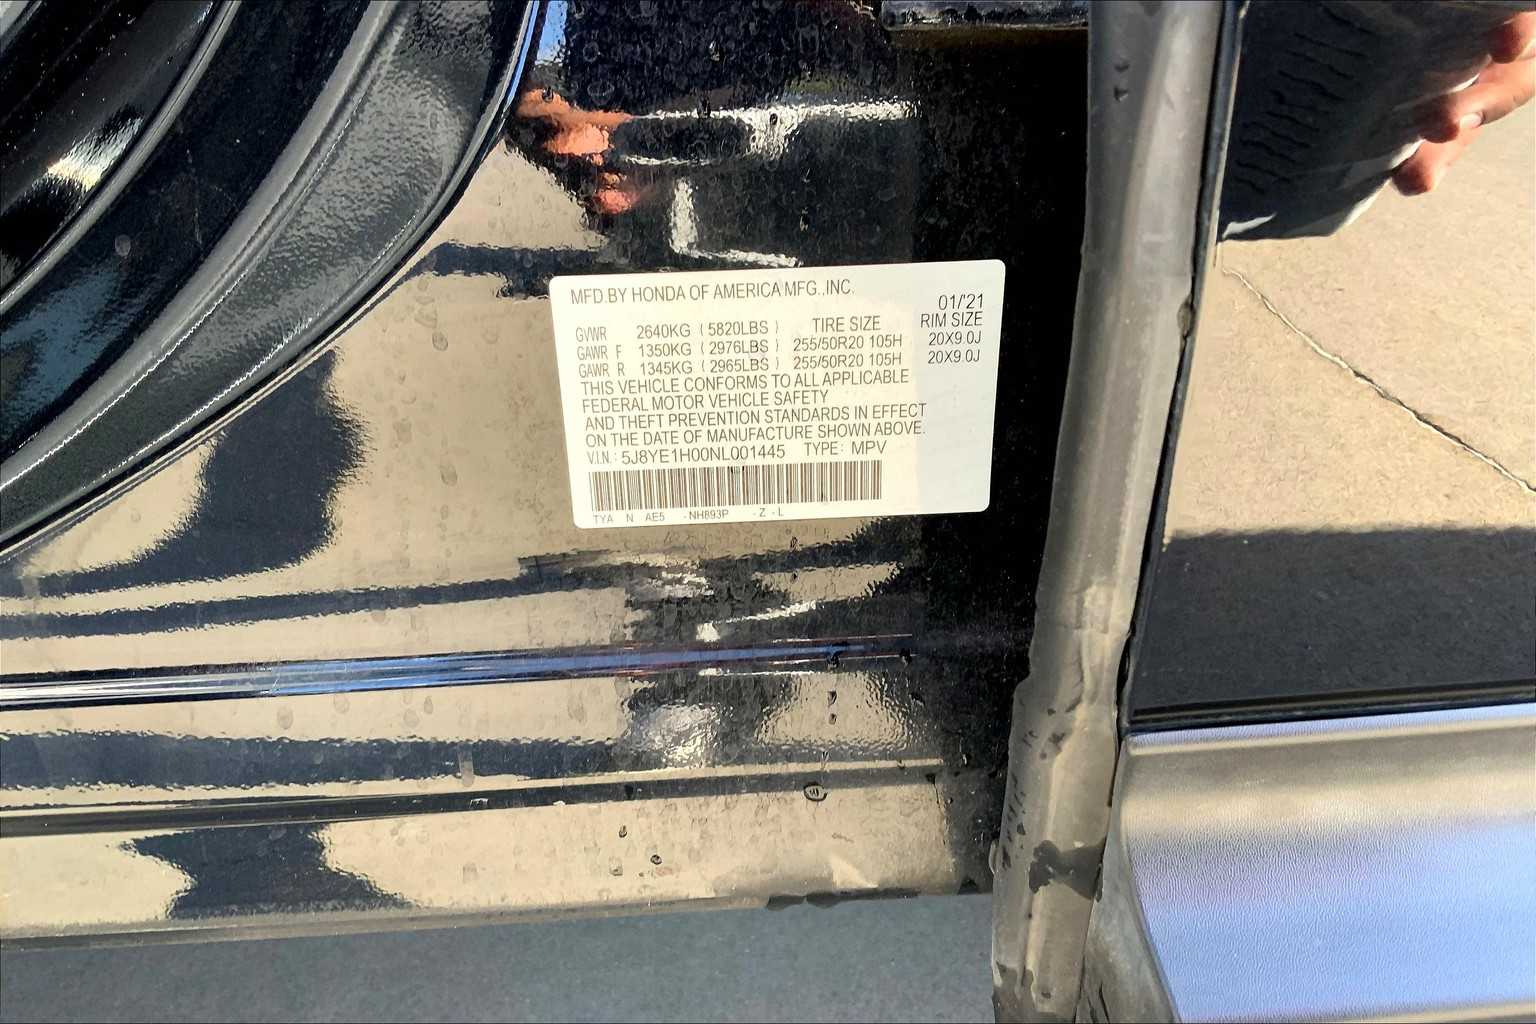 MFD.BY HONDA OF AMERICA MFG.,INC.
01/'21
GVWR 2640KG (5820LBS) TIRE SIZE RIM SIZE
GAWR F 1350KG (2976LBS) 255/50R20 105H 20X9.0J
GAWR R 1345KG (2965LBS) 255/50R20 105H 20X9.0J
THIS VEHICLE CONFORMS TO ALL APPLICABLE
FEDERAL MOTOR VEHICLE SAFETY
AND THEFT PREVENTION STANDARDS IN EFFECT
ON THE DATE OF MANUFACTURE SHOWN ABOVE.
V.I.N.: 5J8YE1H00NL001445 TYPE: MPV
TYA N AE5 -NH893P -Z -L